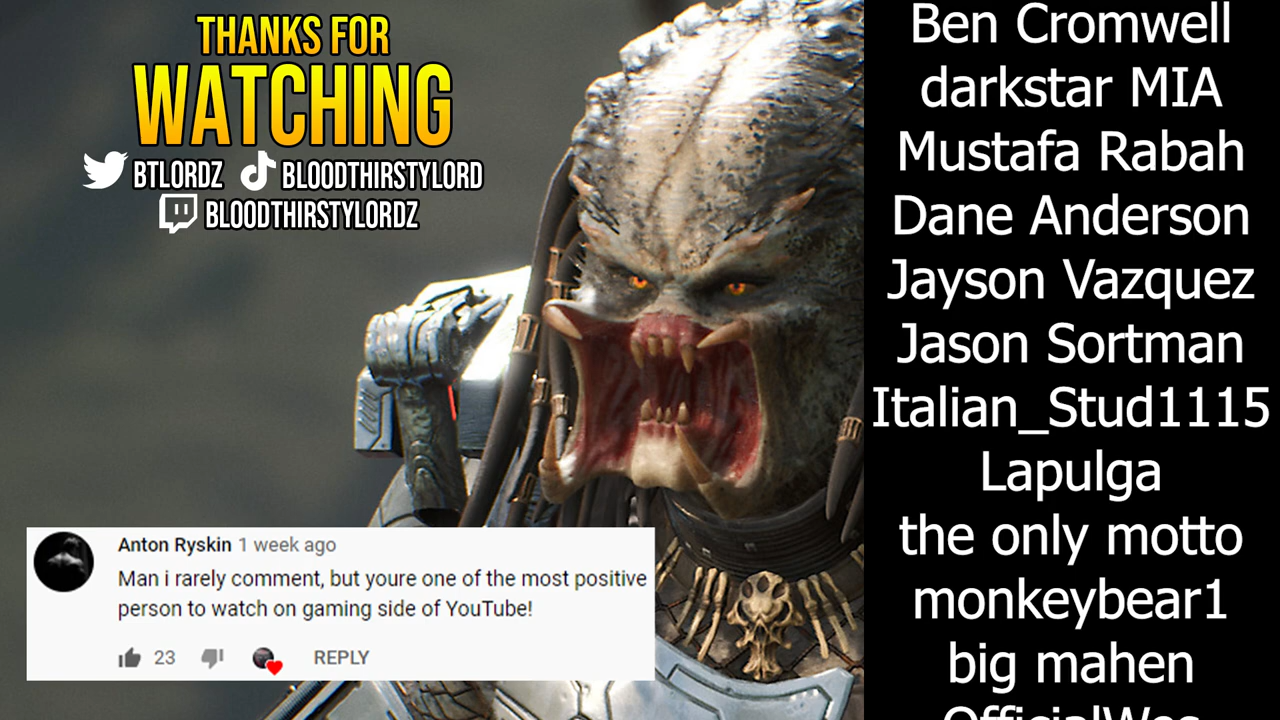 THANKS FOR
WATCHING
BTLORDZ BLOODTHIRSTYLORD
BLOODTHIRSTYLORDZ
Anton Ryskin 1 week ago
Man i rarely comment, but youre one of the most positive
person to watch on gaming side of YouTube!
23 REPLY
Ben Cromwell
darkstar MIA
Mustafa Rabah
Dane Anderson
Jayson Vazquez
Jason Sortman
Italian_Stud1115
Lapulga
the only motto
monkeybear1
big mahen